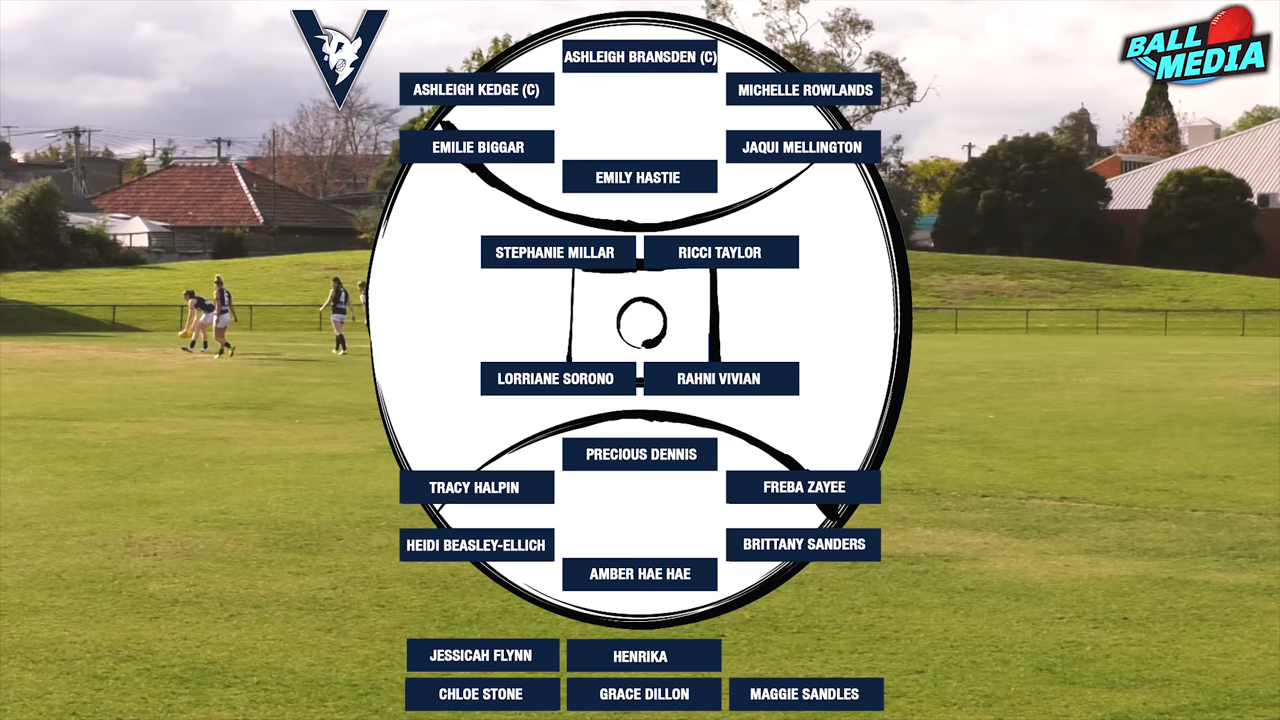 ASHLEIGH BRANSDEN (C)
BALL
MEDIA
ASHLEIGH KEDGE (C)
MICHELLE ROWLANDS
EMILIE BIGGAR
JAQUI MELLINGTON
EMILY HASTIE
STEPHANIE MILLAR
RICCI TAYLOR
LORRIANE SORONO
RAHNI VIVIAN
PRECIOUS DENNIS
TRACY HALPIN
FREBA ZAYEE
HEIDI BEASLEY-ELLICH
BRITTANY SANDERS
AMBER HAE HAE
JESSICAH FLYNN
HENRIKA
CHLOE STONE
GRACE DILLON
MAGGIE SANDLES